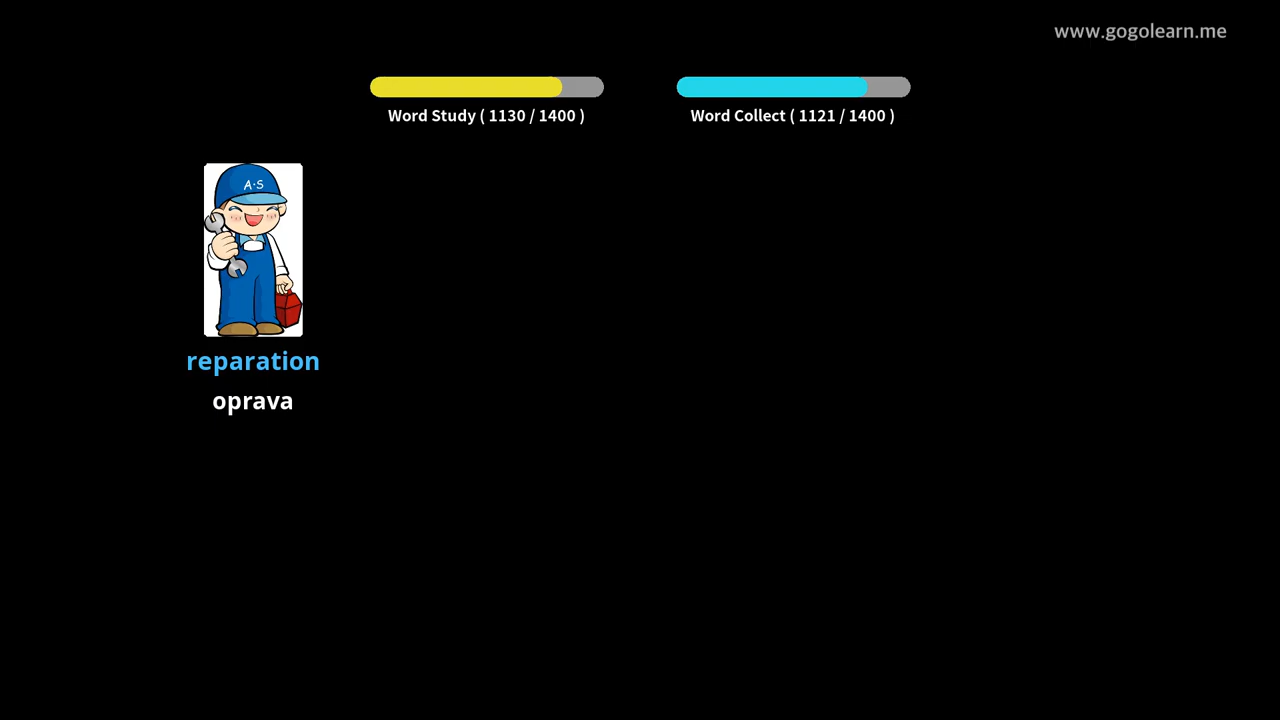 www.gogolearn.me
Word Study ( 1130 / 1400 )
Word Collect ( 1121 / 1400 )
A·S
reparation
oprava